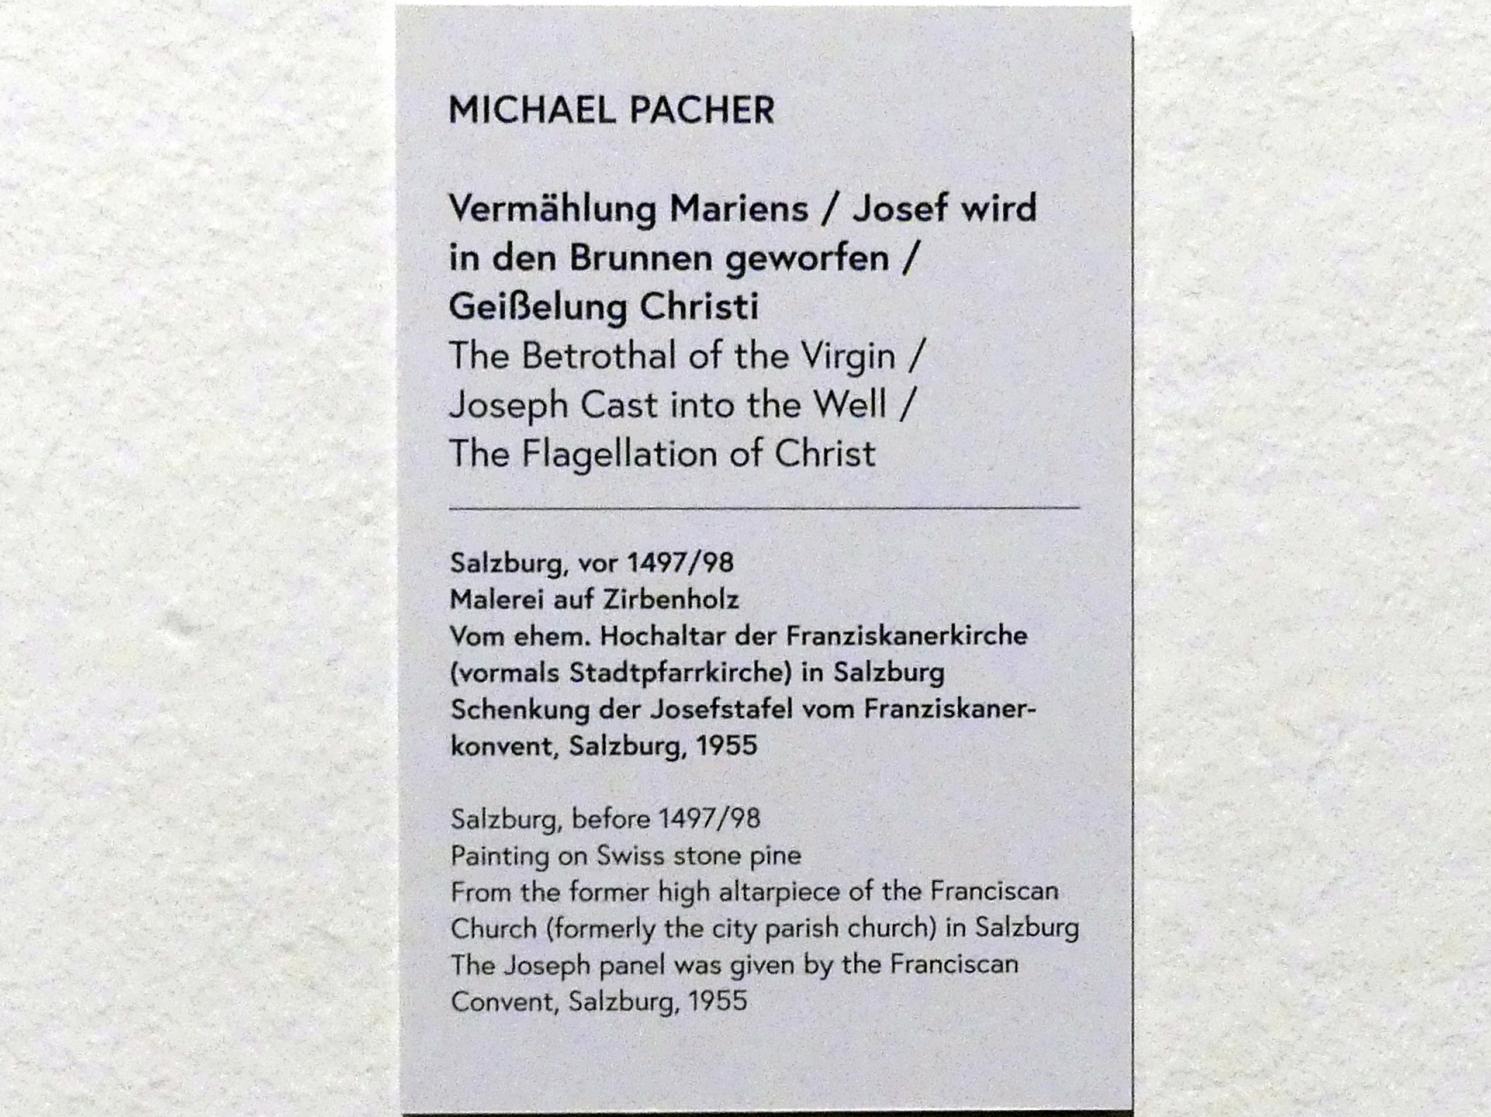 MICHAEL PACHER
Vermählung Mariens / Josef wird
in den Brunnen geworfen /
Geißelung Christi
The Betrothal of the Virgin /
Joseph Cast into the Well /
The Flagellation of Christ
Salzburg, vor 1497/98
Malerei auf Zirbenholz
Vom ehem. Hochaltar der Franziskanerkirche
(vormals Stadtpfarrkirche) in Salzburg
Schenkung der Josefstafel vom Franziskaner-
konvent, Salzburg, 1955
Salzburg, before 1497/98
Painting on Swiss stone pine
From the former high altarpiece of the Franciscan
Church (formerly the city parish church) in Salzburg
The Joseph panel was given by the Franciscan
Convent, Salzburg, 1955